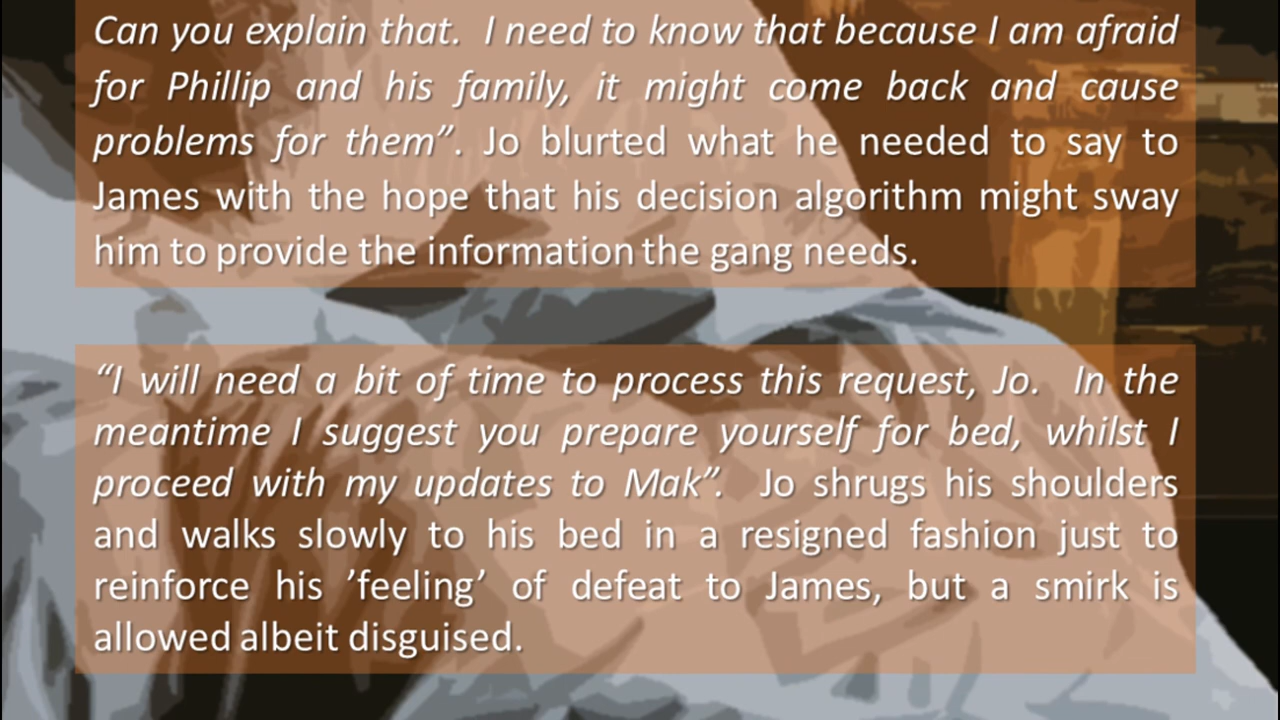 Can you explain that.  I need to know that because I am afraid
for Phillip and his family, it might come back and cause
problems for them”. Jo blurted what he needed to say to
James with the hope that his decision algorithm might sway
him to provide the information the gang needs.
“I will need a bit of time to process this request, Jo.  In the
meantime I suggest you prepare yourself for bed, whilst I
proceed with my updates to Mak”.  Jo shrugs his shoulders
and walks slowly to his bed in a resigned fashion just to
reinforce his ’feeling’ of defeat to James, but a smirk is
allowed albeit disguised.